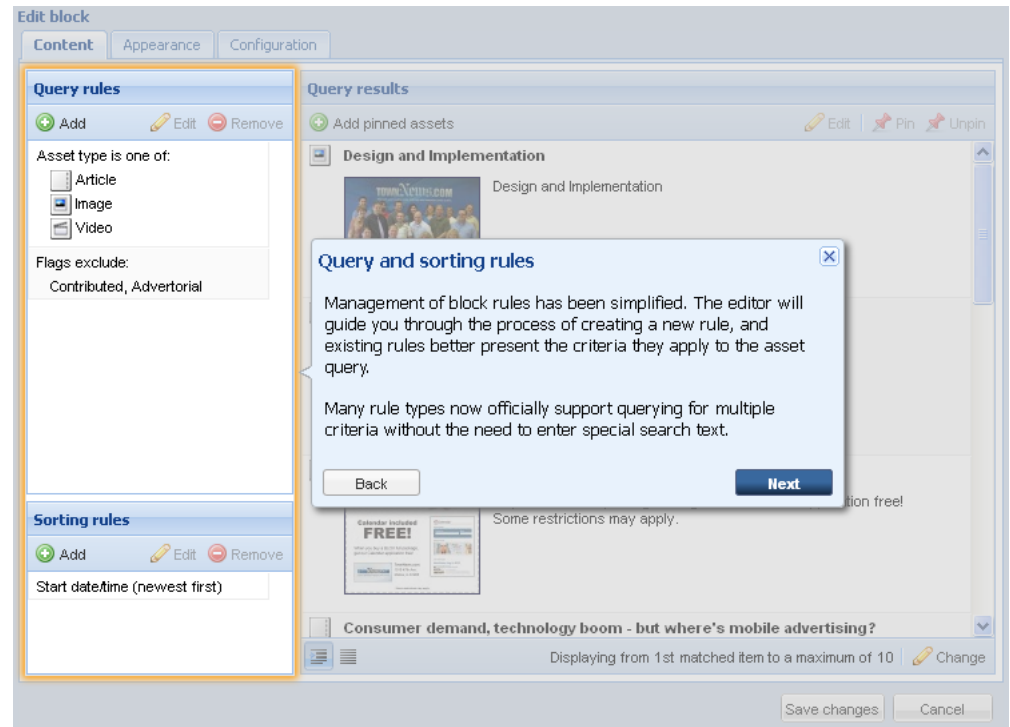 Edit block
Content Appearance Configuration
Query rules
Add Edit Remove
Asset type is one of:
Article
Image
Video
Flags exclude:
Contributed, Advertorial
Sorting rules
Add Edit Remove
Start date/time (newest first)
Query results
Add pinned assets Edit Pin Unpin
Design and Implementation
TownNews.com
Design and Implementation
Query and sorting rules
Management of block rules has been simplified. The editor will
guide you through the process of creating a new rule, and
existing rules better present the criteria they apply to the asset
query.
Many rule types now officially support querying for multiple
criteria without the need to enter special search text.
Back Next
tion free!
Some restrictions may apply.
Calendar included
FREE!
Consumer demand, technology boom - but where's mobile advertising?
Displaying from 1st matched item to a maximum of 10 Change
Save changes Cancel